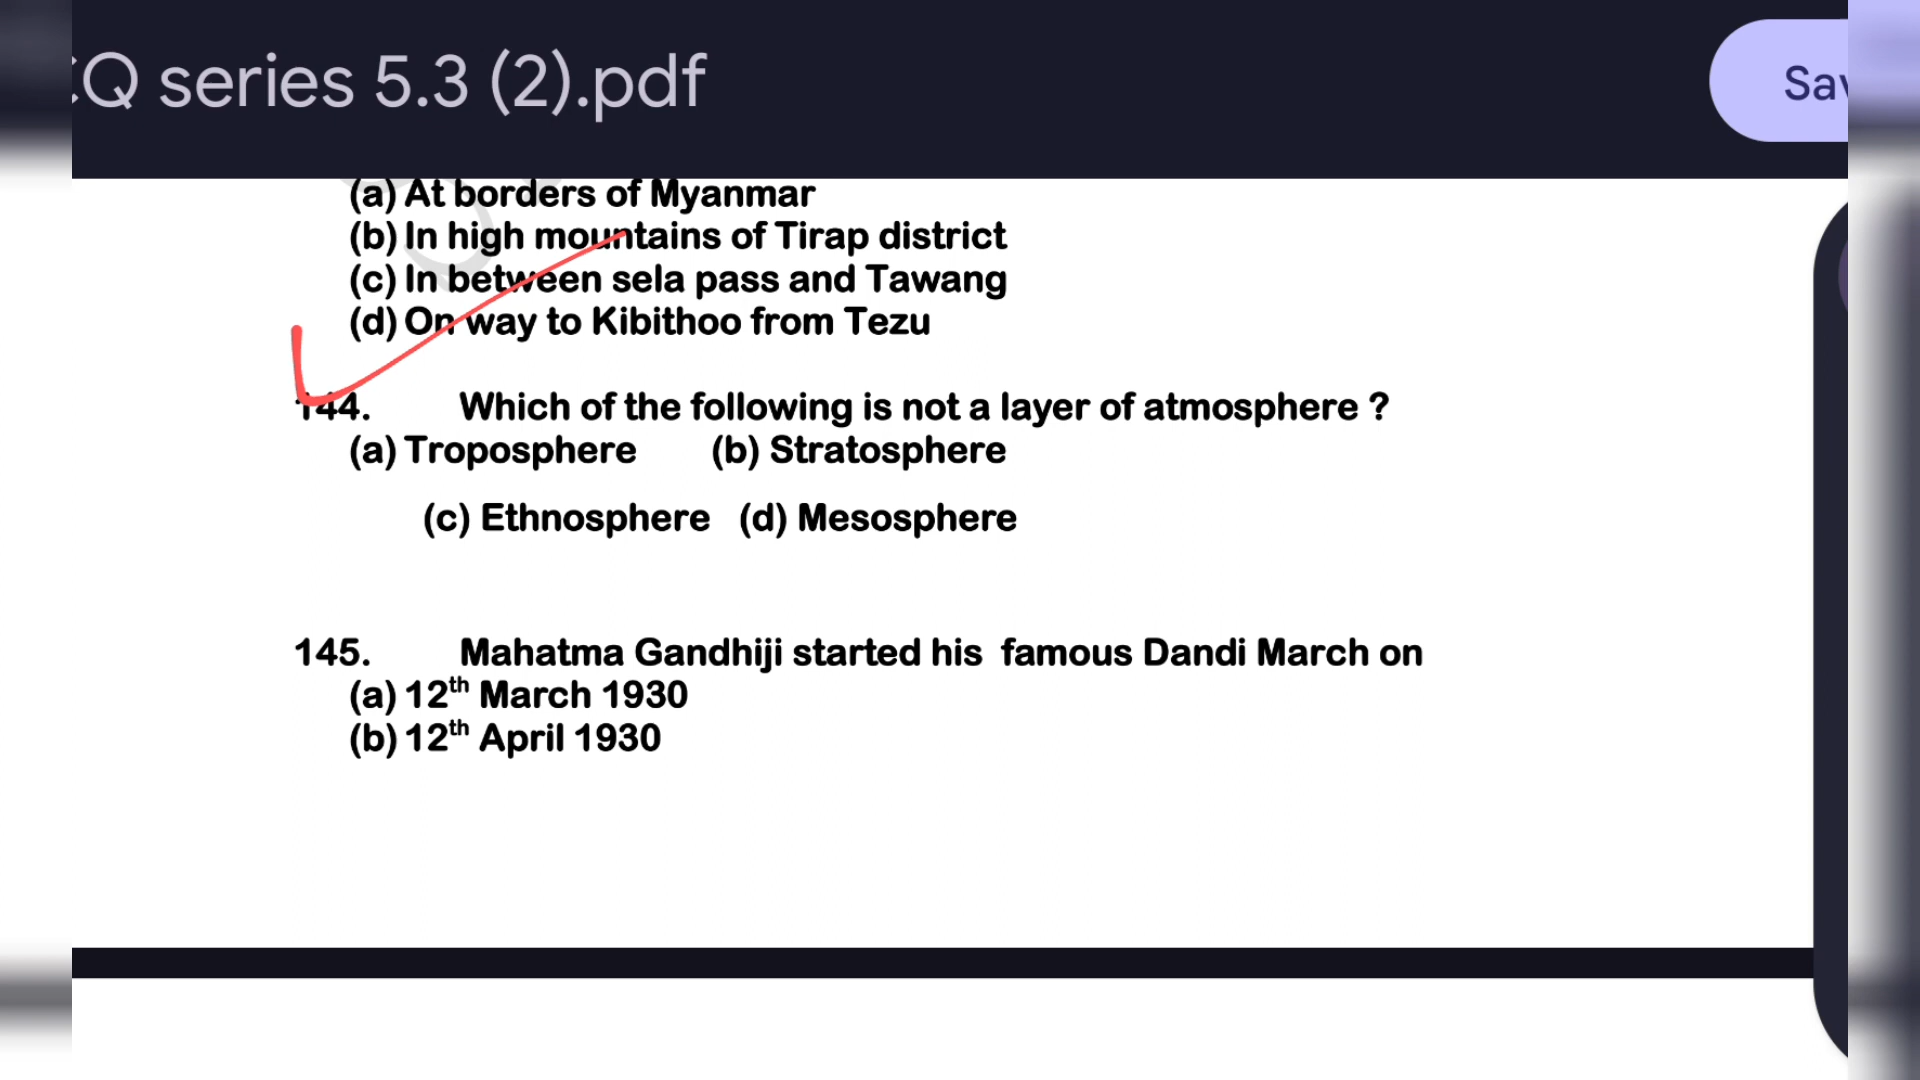 Q series 5.3 (2).pdf
Sav
(a) At borders of Myanmar
(b) In high mountains of Tirap district
(c) In between sela pass and Tawang
(d) On way to Kibithoo from Tezu
144. Which of the following is not a layer of atmosphere ?
(a) Troposphere (b) Stratosphere
(c) Ethnosphere (d) Mesosphere
145. Mahatma Gandhiji started his famous Dandi March on
(a) 12th March 1930
(b) 12th April 1930